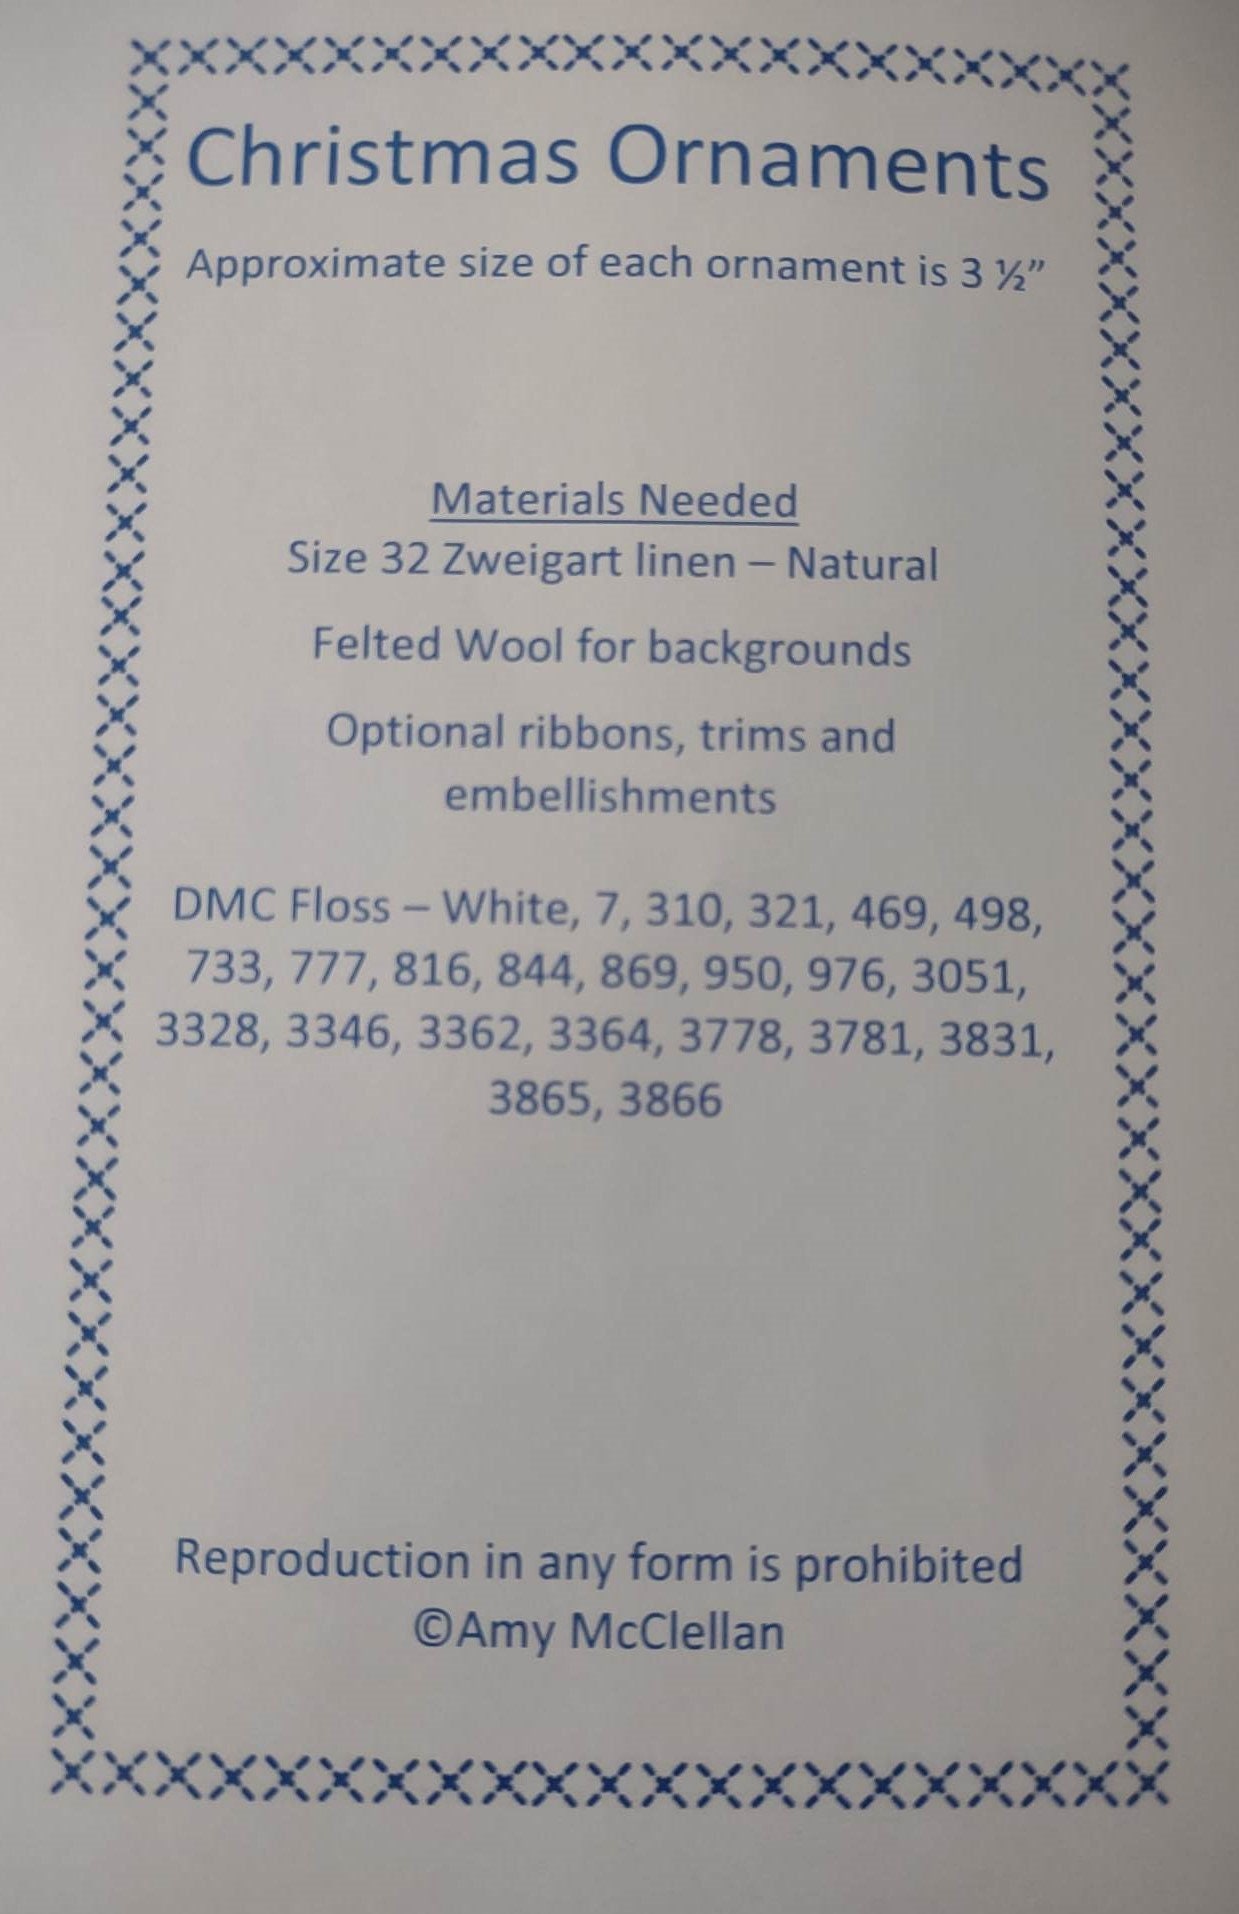 Christmas Ornaments
Approximate size of each ornament is 3 ½”
Materials Needed
Size 32 Zweigart linen – Natural
Felted Wool for backgrounds
Optional ribbons, trims and
embellishments
DMC Floss – White, 7, 310, 321, 469, 498,
733, 777, 816, 844, 869, 950, 976, 3051,
3328, 3346, 3362, 3364, 3778, 3781, 3831,
3865, 3866
Reproduction in any form is prohibited
©Amy McClellan